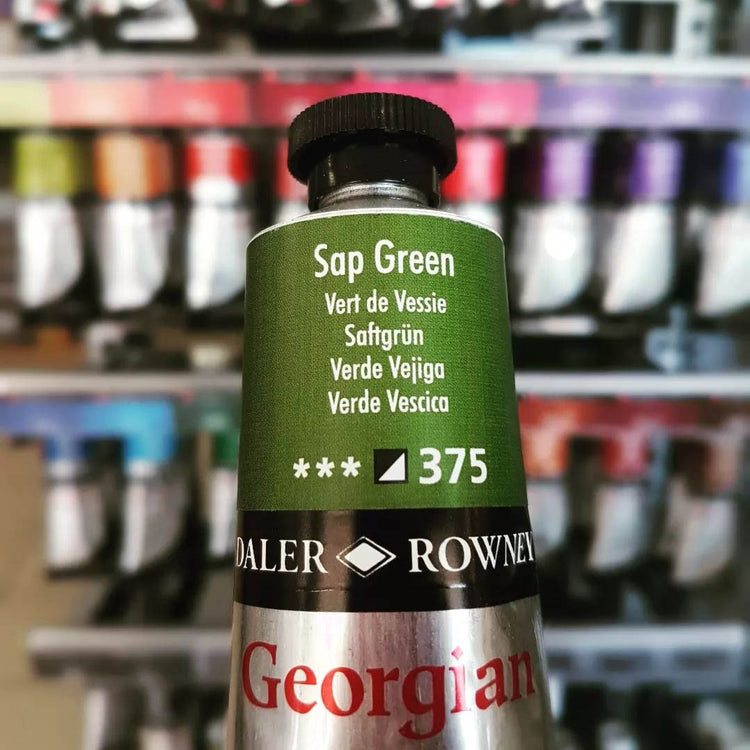 Sap Green
Vert de Vessie
Saftgrün
Verde Vejiga
Verde Vescica
*** 375
DALER ROWNEY
Georgian